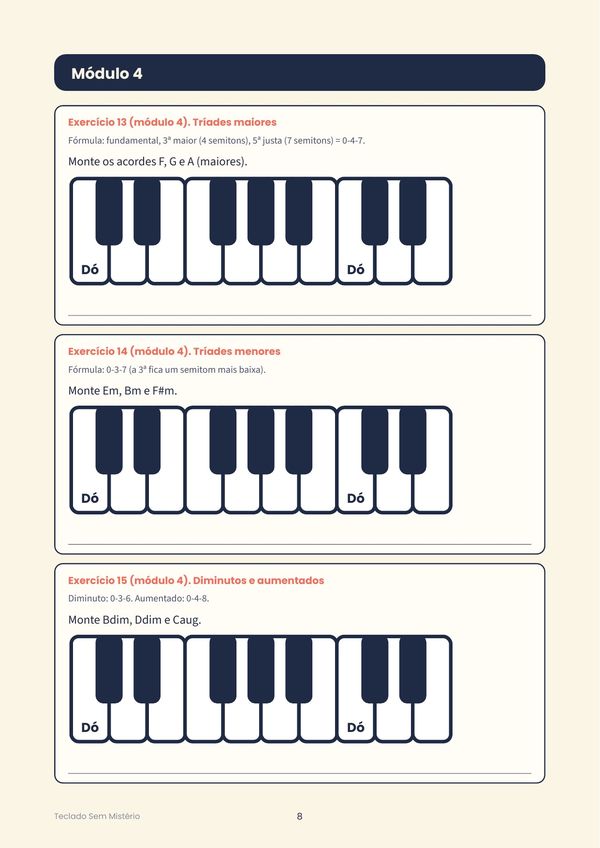 Módulo 4
Exercício 13 (módulo 4). Tríades maiores
Fórmula: fundamental, 3ª maior (4 semitons), 5ª justa (7 semitons) = 0-4-7.
Monte os acordes F, G e A (maiores).
Dó Dó
Exercício 14 (módulo 4). Tríades menores
Fórmula: 0-3-7 (a 3ª fica um semitom mais baixa).
Monte Em, Bm e F#m.
Dó Dó
Exercício 15 (módulo 4). Diminutos e aumentados
Diminuto: 0-3-6. Aumentado: 0-4-8.
Monte Bdim, Ddim e Caug.
Dó Dó
Teclado Sem Mistério 8